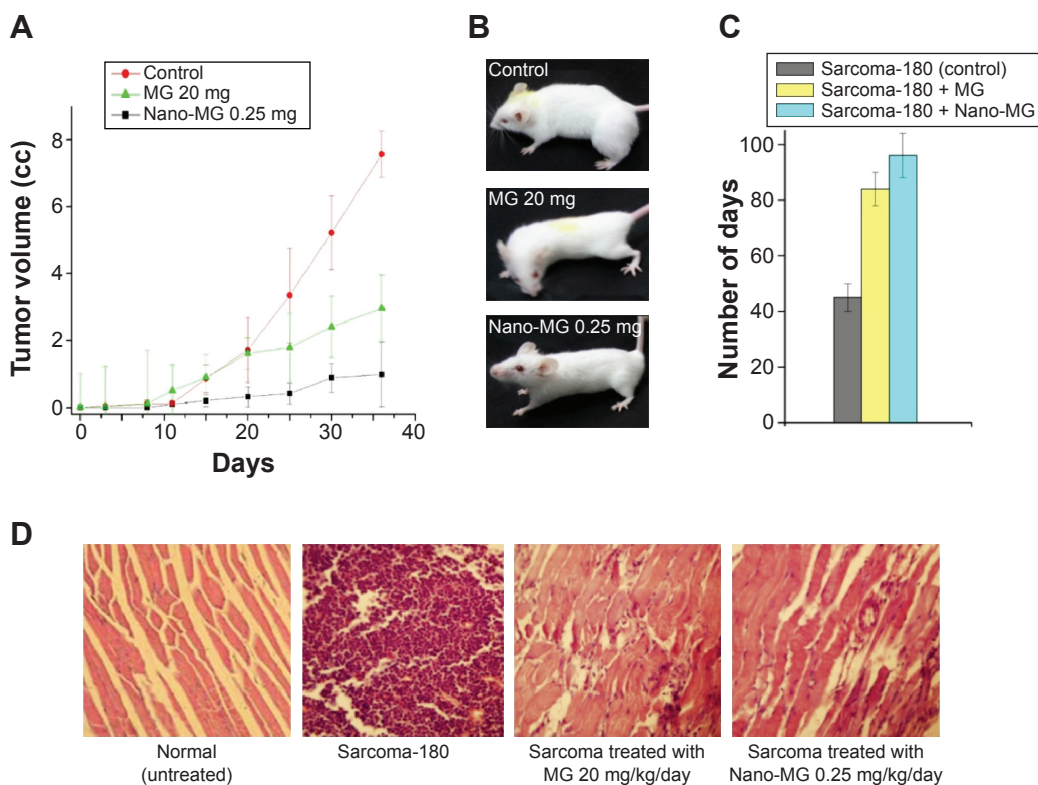 A
Control
MG 20 mg
Nano-MG 0.25 mg
Tumor volume (cc)
8
6
4
2
0
0
10
20
30
40
Days
B
Control
MG 20 mg
Nano-MG 0.25 mg
C
Sarcoma-180 (control)
Sarcoma-180 + MG
Sarcoma-180 + Nano-MG
Number of days
100
80
60
40
20
0
D
Normal
(untreated)
Sarcoma-180
Sarcoma treated with
MG 20 mg/kg/day
Sarcoma treated with
Nano-MG 0.25 mg/kg/day